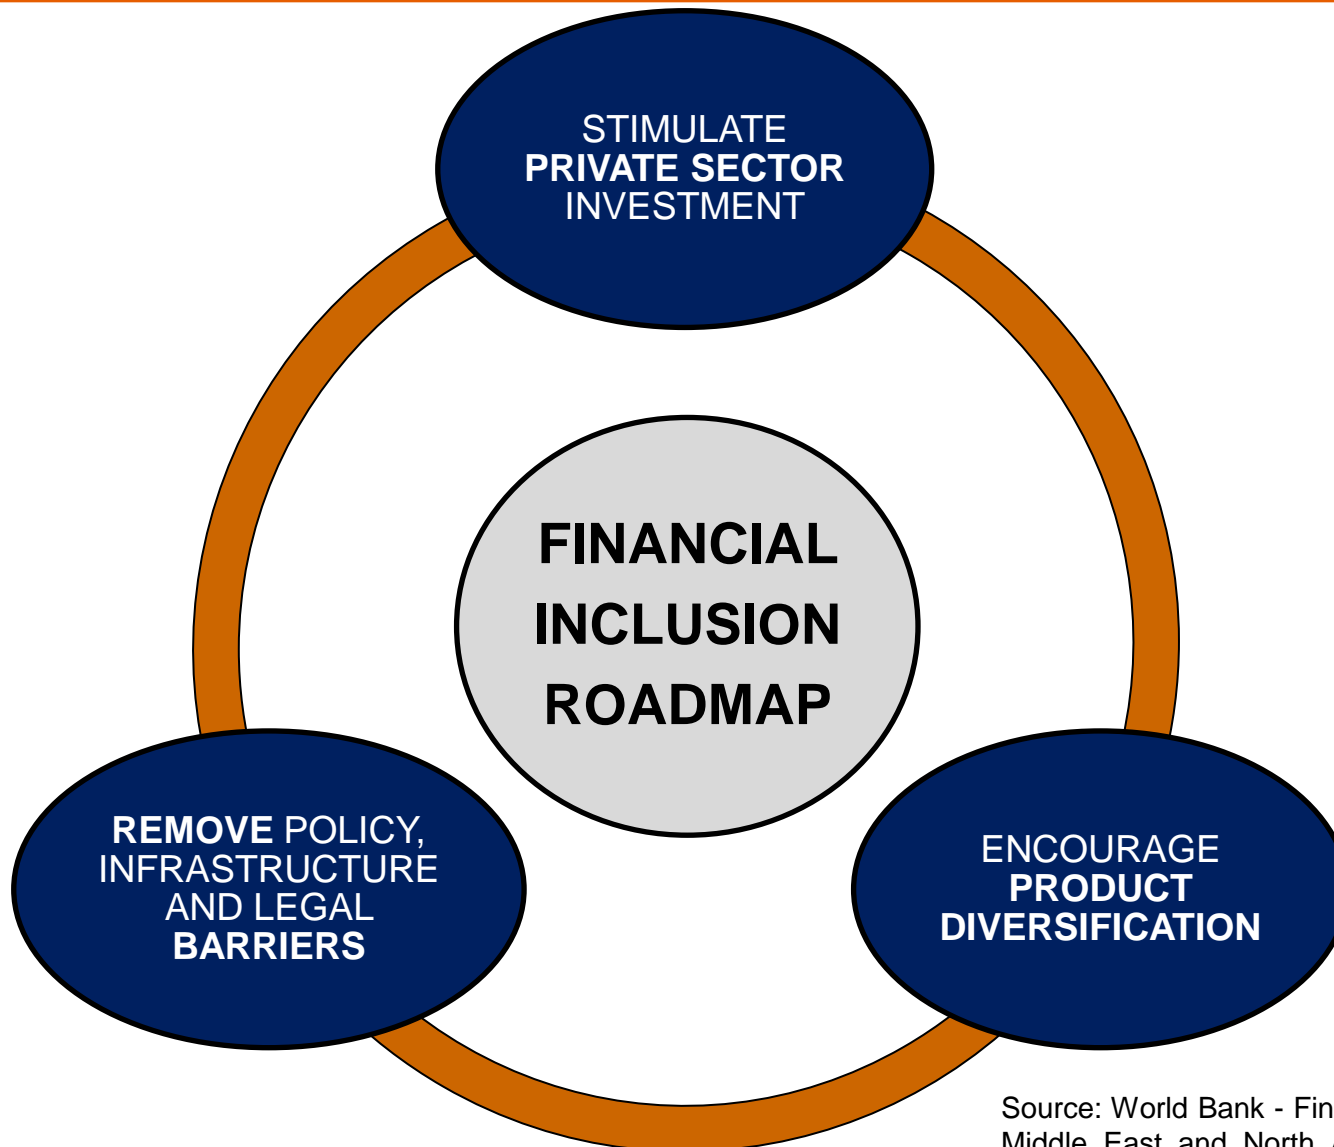 STIMULATE
PRIVATE SECTOR
INVESTMENT
FINANCIAL
INCLUSION
ROADMAP
REMOVE POLICY,
INFRASTRUCTURE
AND LEGAL
BARRIERS
ENCOURAGE
PRODUCT
DIVERSIFICATION
Source: World Bank - Fin
Middle East and North